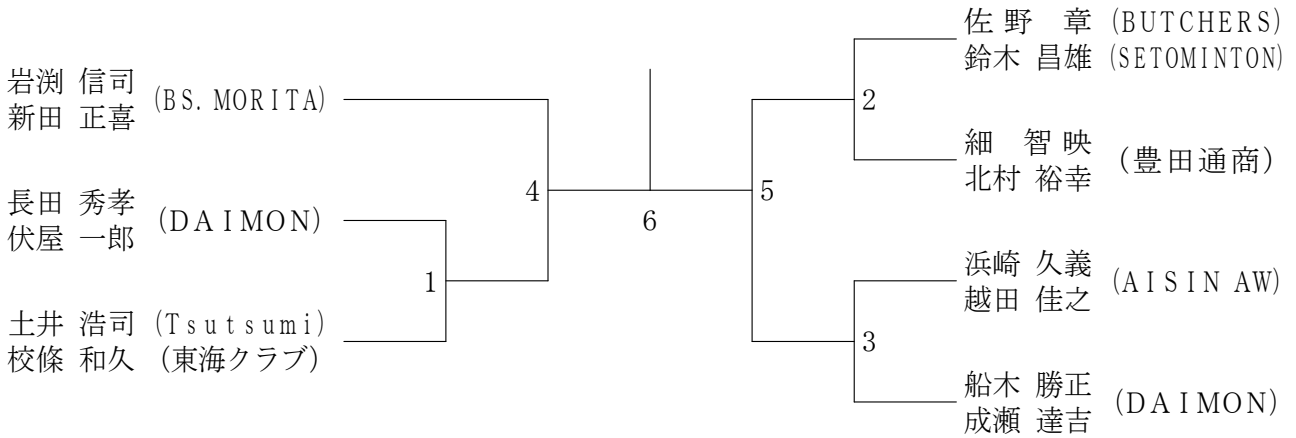 岩渕 信司
新田 正喜
(BS. MORITA)
長田 秀孝
伏屋 一郎
(DAIMON)
土井 浩司 (Tsutsumi)
校條 和久 (東海クラブ)
1
4
6
5
2
3
佐野 章 (BUTCHERS)
鈴木 昌雄 (SETOMINTON)
細 智映
北村 裕幸
(豊田通商)
浜崎 久義
越田 佳之
(AISIN AW)
船木 勝正
成瀬 達吉
(DAIMON)